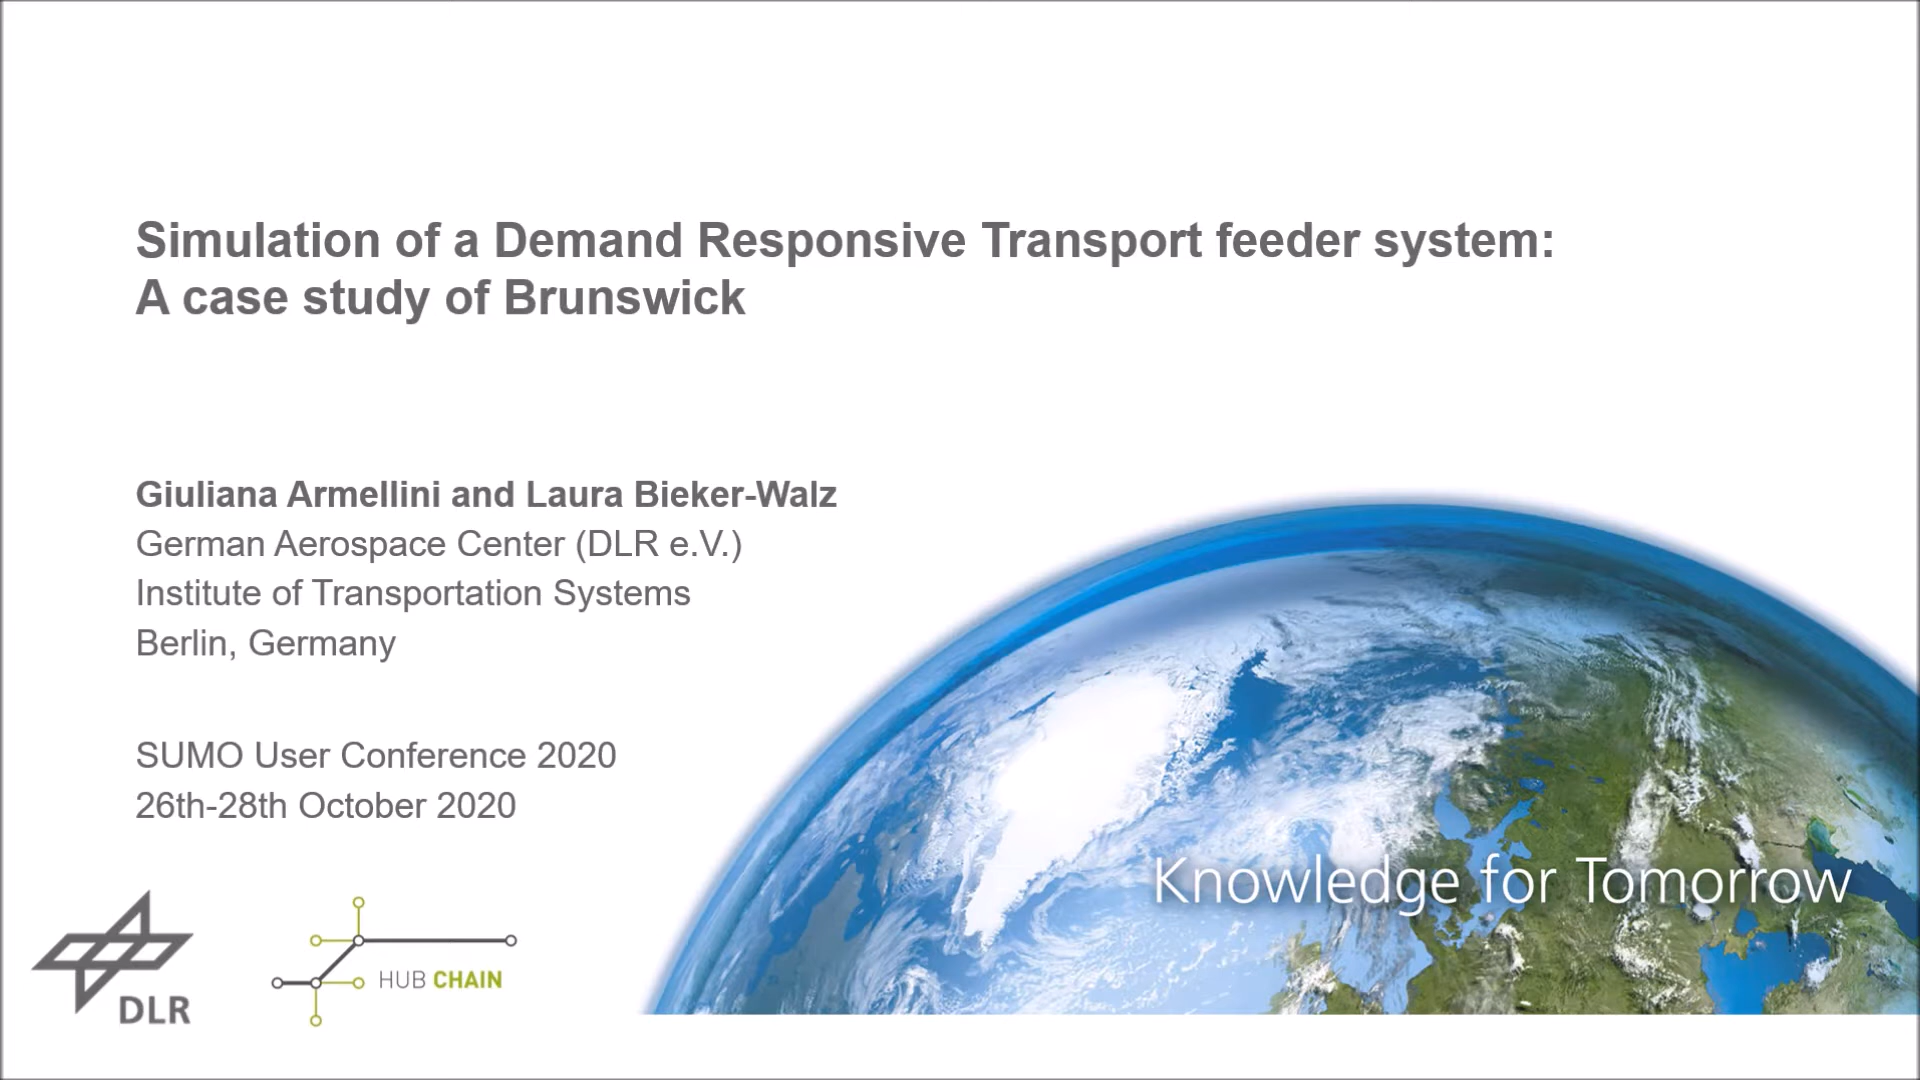 Simulation of a Demand Responsive Transport feeder system:
A case study of Brunswick
Giuliana Armellini and Laura Bieker-Walz
German Aerospace Center (DLR e.V.)
Institute of Transportation Systems
Berlin, Germany
SUMO User Conference 2020
26th-28th October 2020
Knowledge for Tomorrow
DLR
HUB CHAIN